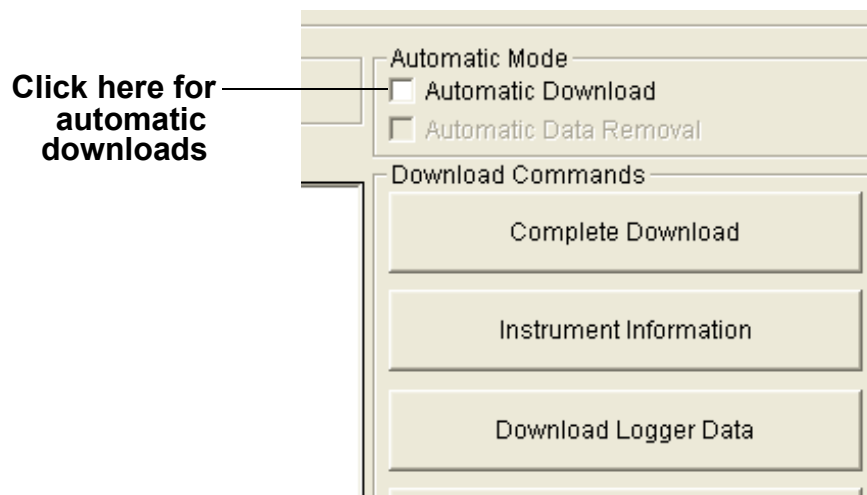 Click here for
automatic
downloads
Automatic Mode
Automatic Download
Automatic Data Removal
Download Commands
Complete Download
Instrument Information
Download Logger Data